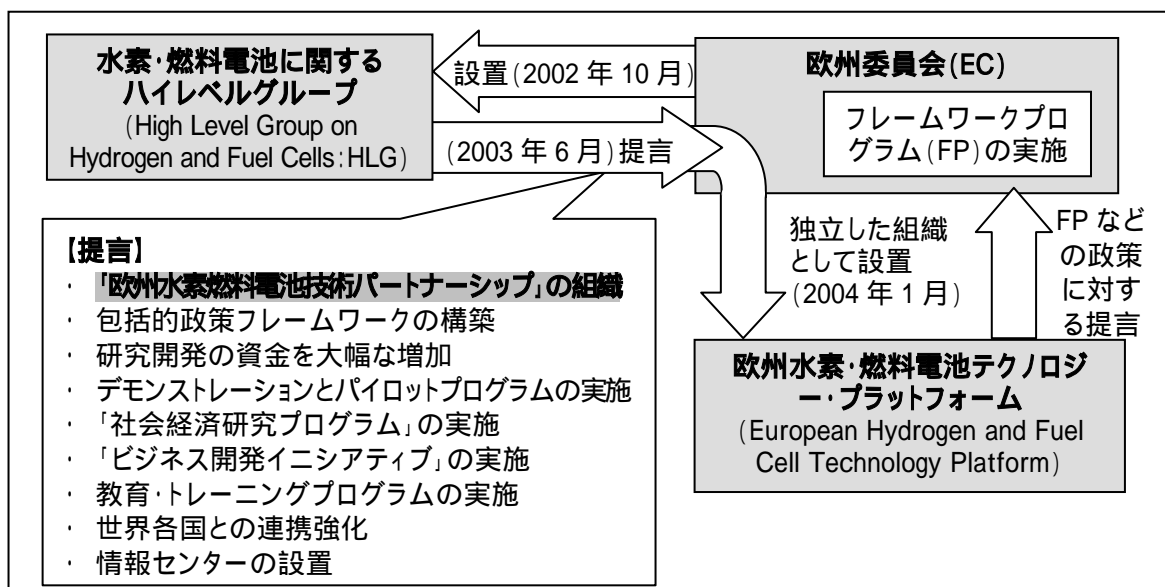 水素・燃料電池に関する
ハイレベルグループ
(High Level Group on
Hydrogen and Fuel Cells:HLG)
設置(2002 年 10 月)
(2003 年 6 月)提言
欧州委員会(EC)
フレームワークプロ
グラム(FP)の実施
【提言】
・ 「欧州水素燃料電池技術パートナーシップ」の組織
・ 包括的政策フレームワークの構築
・ 研究開発の資金を大幅な増加
・ デモンストレーションとパイロットプログラムの実施
・ 「社会経済研究プログラム」の実施
・ 「ビジネス開発イニシアティブ」の実施
・ 教育・トレーニングプログラムの実施
・ 世界各国との連携強化
・ 情報センターの設置
独立した組織
として設置
(2004 年 1 月)
FP など
の政策
に対す
る提言
欧州水素・燃料電池テクノロジ
ー・プラットフォーム
(European Hydrogen and Fuel
Cell Technology Platform)